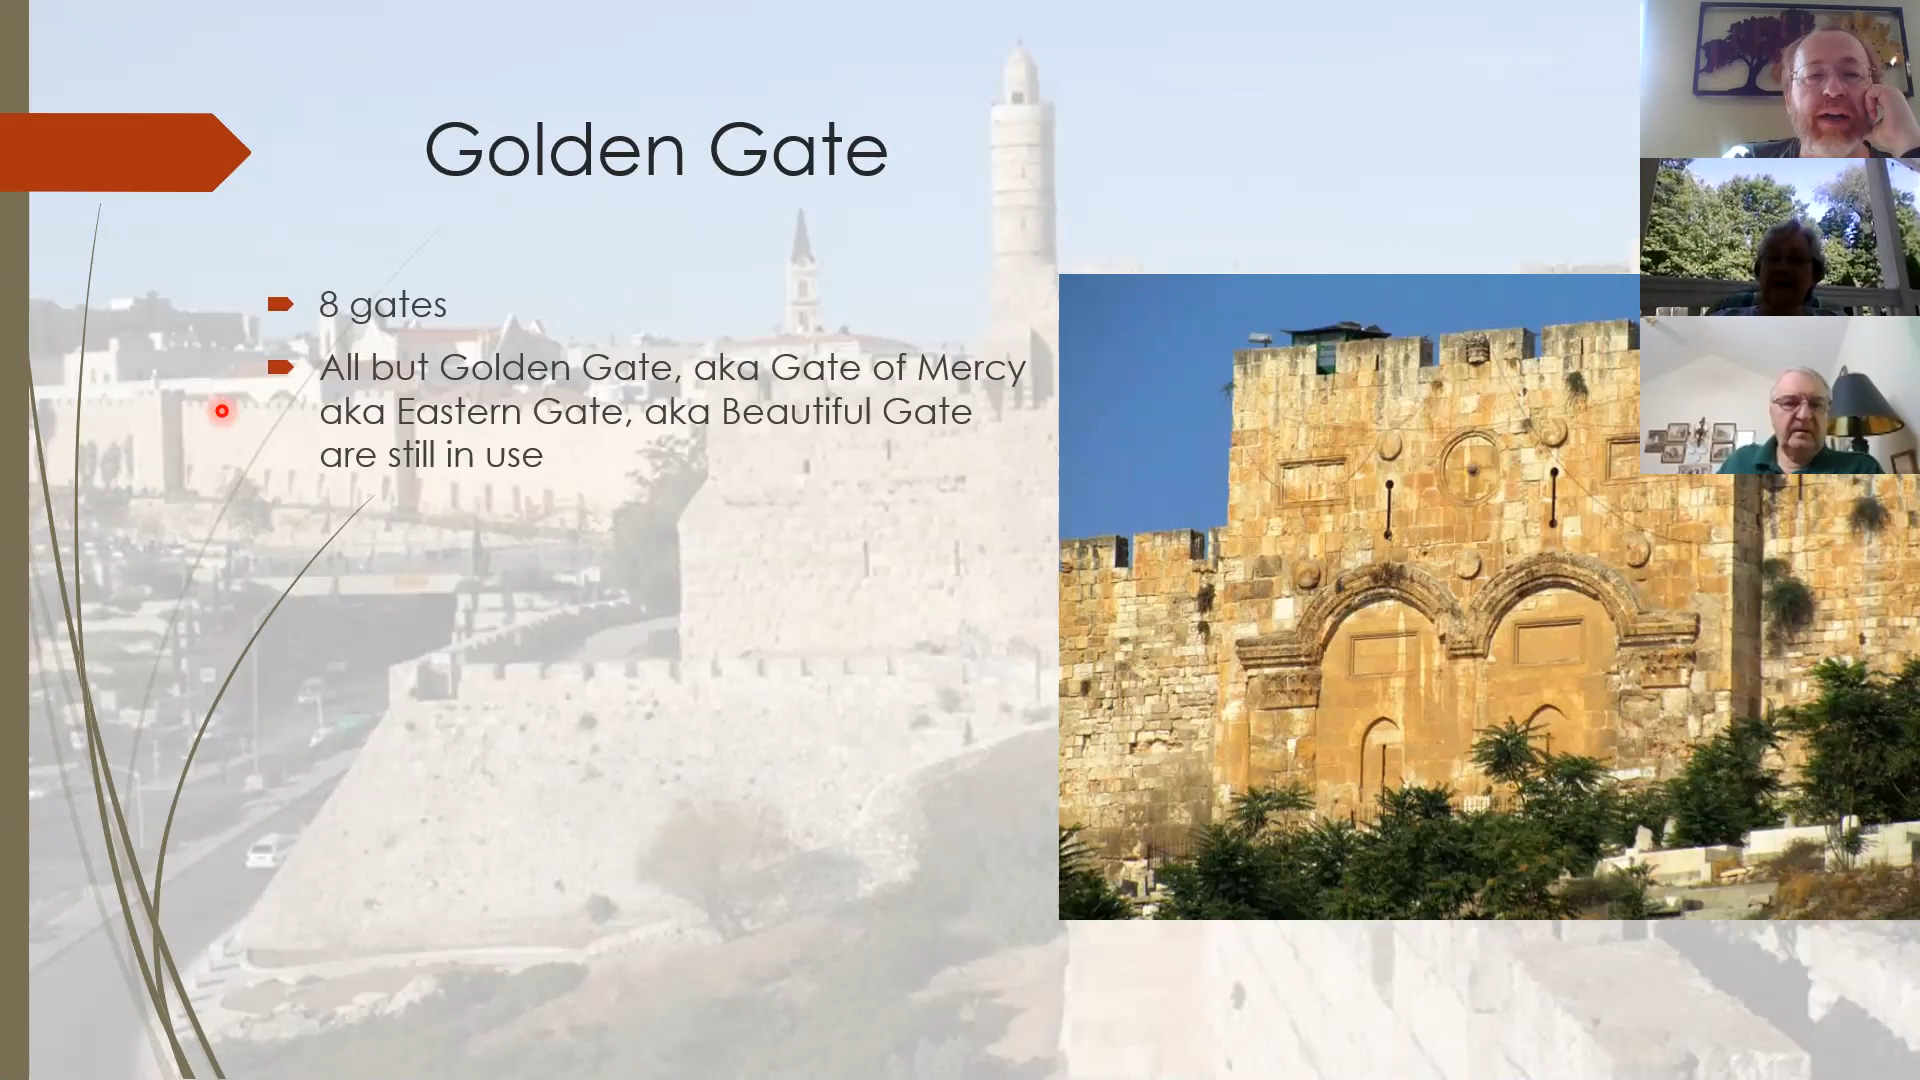 Golden Gate
8 gates
All but Golden Gate, aka Gate of Mercy
aka Eastern Gate, aka Beautiful Gate
are still in use